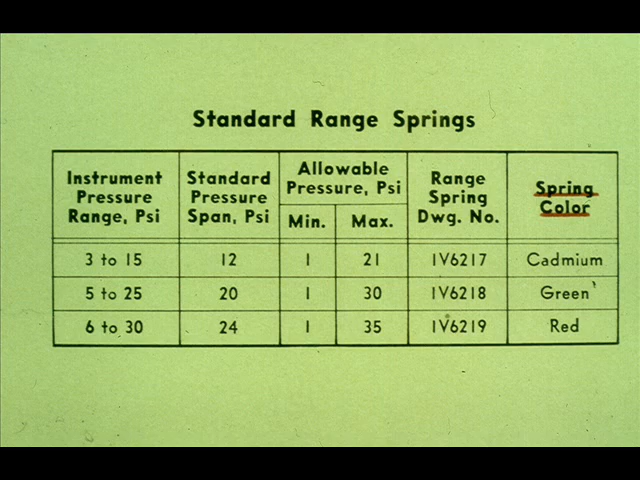 Standard Range Springs
Instrument Pressure Range, Psi | Standard Pressure Span, Psi | Allowable Pressure, Psi | Range Spring Dwg. No. | Spring Color
Min. | Max.
3 to 15 | 12 | 1 | 21 | 1V6217 | Cadmium
5 to 25 | 20 | 1 | 30 | 1V6218 | Green
6 to 30 | 24 | 1 | 35 | 1V6219 | Red